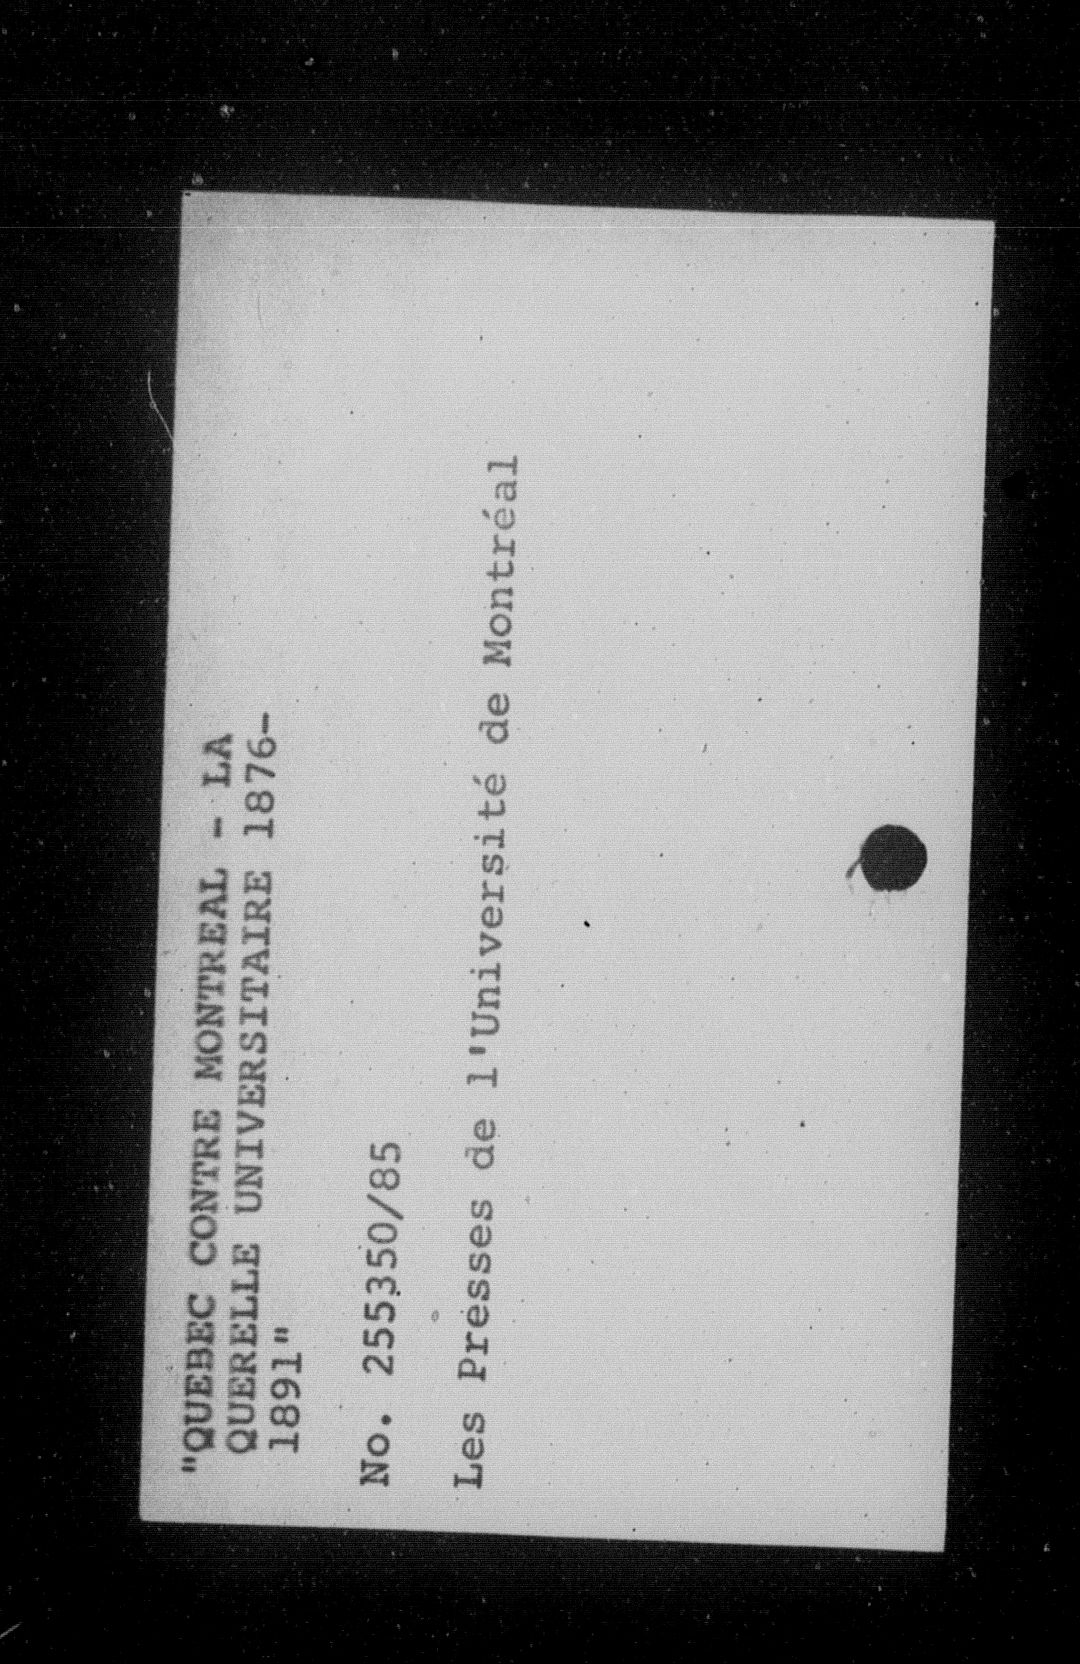 "QUEBEC CONTRE MONTREAL - LA
QUERELLE UNIVERSITAIRE 1876-
1891"
No. 255350/85
Les Presses de l'Université de Montréal